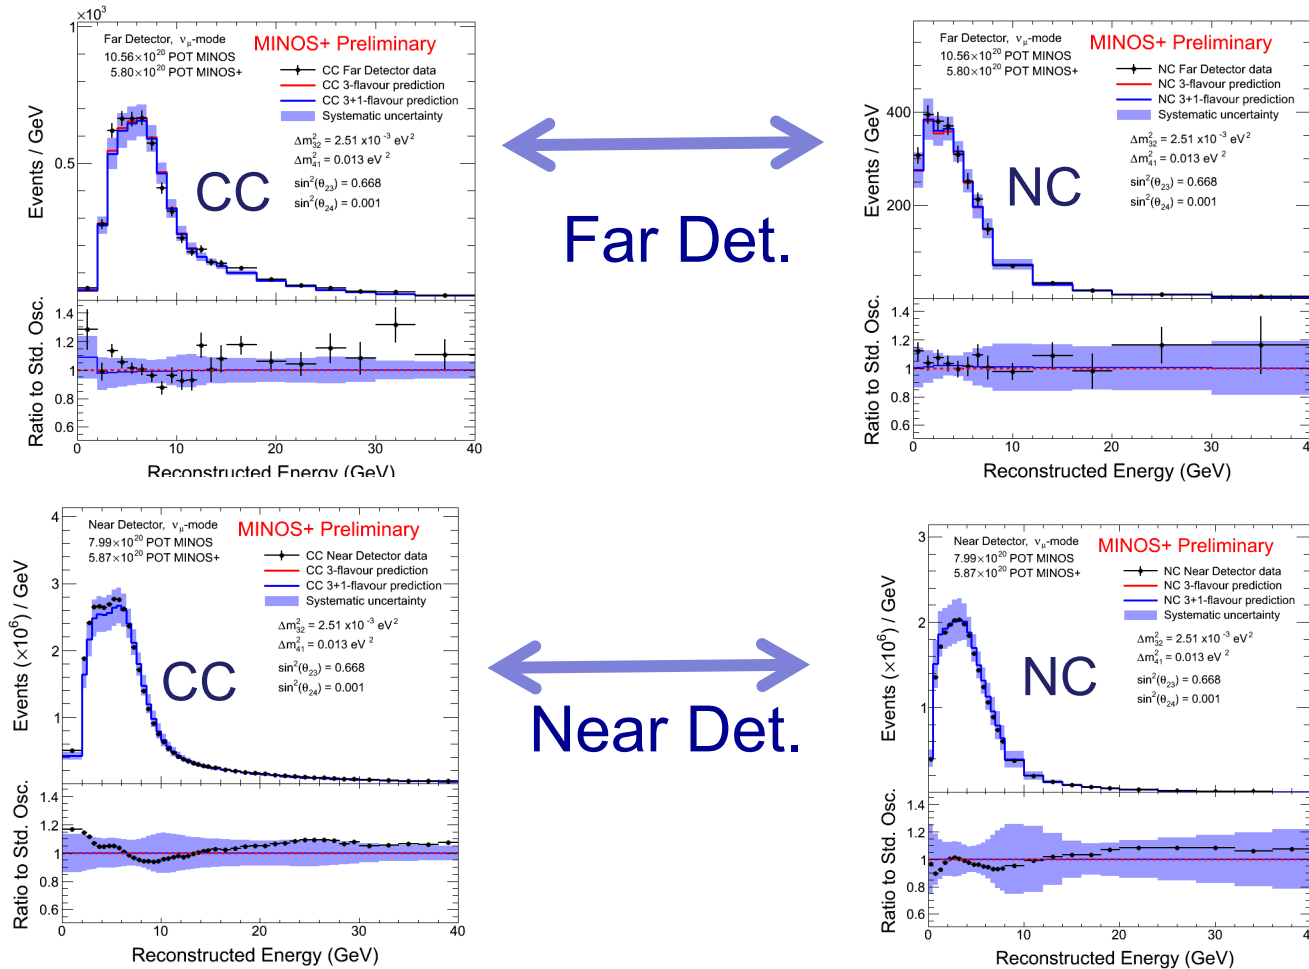 ×10³
Far Detector, νμ-mode
10.56×10²⁰ POT MINOS
5.80×10²⁰ POT MINOS+
MINOS+ Preliminary
CC Far Detector data
CC 3-flavour prediction
CC 3+1-flavour prediction
Systematic uncertainty
Δm²₃₂ = 2.51 x10⁻³ eV²
Δm²₄₁ = 0.013 eV²
sin²(θ₂₃) = 0.668
sin²(θ₂₄) = 0.001
CC
Events / GeV
1
0.5
Ratio to Std. Osc.
1.4
1.2
1.0
0.8
0.6
0 10 20 30 40
Reconstructed Energy (GeV)
Far Det.
Far Detector, νμ-mode
10.56×10²⁰ POT MINOS
5.80×10²⁰ POT MINOS+
MINOS+ Preliminary
NC Far Detector data
NC 3-flavour prediction
NC 3+1-flavour prediction
Systematic uncertainty
Δm²₃₂ = 2.51 x10⁻³ eV²
Δm²₄₁ = 0.013 eV²
sin²(θ₂₃) = 0.668
sin²(θ₂₄) = 0.001
NC
Events / GeV
400
200
Ratio to Std. Osc.
1.4
1.2
1.0
0.8
0.6
0 10 20 30 40
Reconstructed Energy (GeV)
Near Detector, νμ-mode
7.99×10²⁰ POT MINOS
5.87×10²⁰ POT MINOS+
MINOS+ Preliminary
CC Near Detector data
CC 3-flavour prediction
CC 3+1-flavour prediction
Systematic uncertainty
Δm²₃₂ = 2.51 x10⁻³ eV²
Δm²₄₁ = 0.013 eV²
sin²(θ₂₃) = 0.668
sin²(θ₂₄) = 0.001
CC
Events (×10⁶) / GeV
4
3
2
1
Ratio to Std. Osc.
1.4
1.2
1.0
0.8
0.6
0 10 20 30 40
Reconstructed Energy (GeV)
Near Det.
Near Detector, νμ-mode
7.99×10²⁰ POT MINOS
5.87×10²⁰ POT MINOS+
MINOS+ Preliminary
NC Near Detector data
NC 3-flavour prediction
NC 3+1-flavour prediction
Systematic uncertainty
Δm²₃₂ = 2.51 x10⁻³ eV²
Δm²₄₁ = 0.013 eV²
sin²(θ₂₃) = 0.668
sin²(θ₂₄) = 0.001
NC
Events (×10⁶) / GeV
3
2
1
Ratio to Std. Osc.
1.4
1.2
1.0
0.8
0.6
0 10 20 30 40
Reconstructed Energy (GeV)